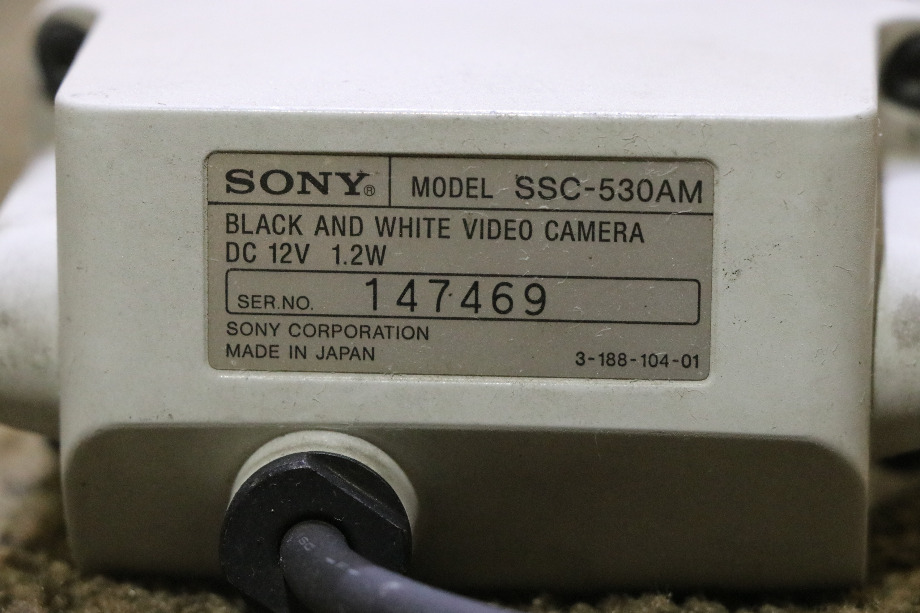 SONY® MODEL SSC-530AM
BLACK AND WHITE VIDEO CAMERA
DC 12V 1.2W
SER.NO. 147469
SONY CORPORATION
MADE IN JAPAN 3-188-104-01